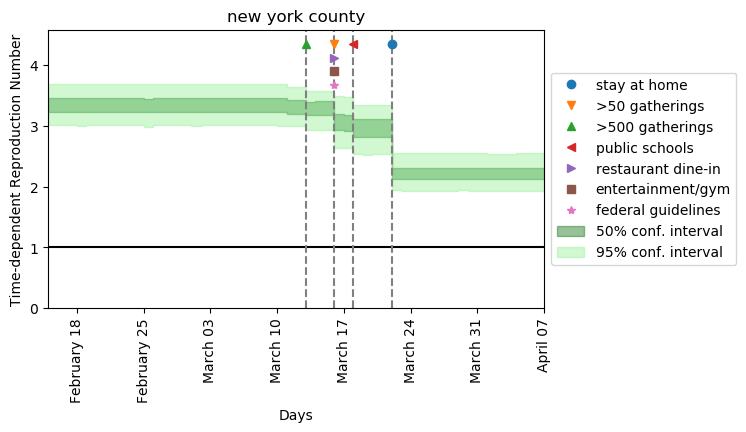 new york county
Time-dependent Reproduction Number
4
3
2
1
0
February 18
February 25
March 03
March 10
March 17
March 24
March 31
April 07
Days
stay at home
>50 gatherings
>500 gatherings
public schools
restaurant dine-in
entertainment/gym
federal guidelines
50% conf. interval
95% conf. interval